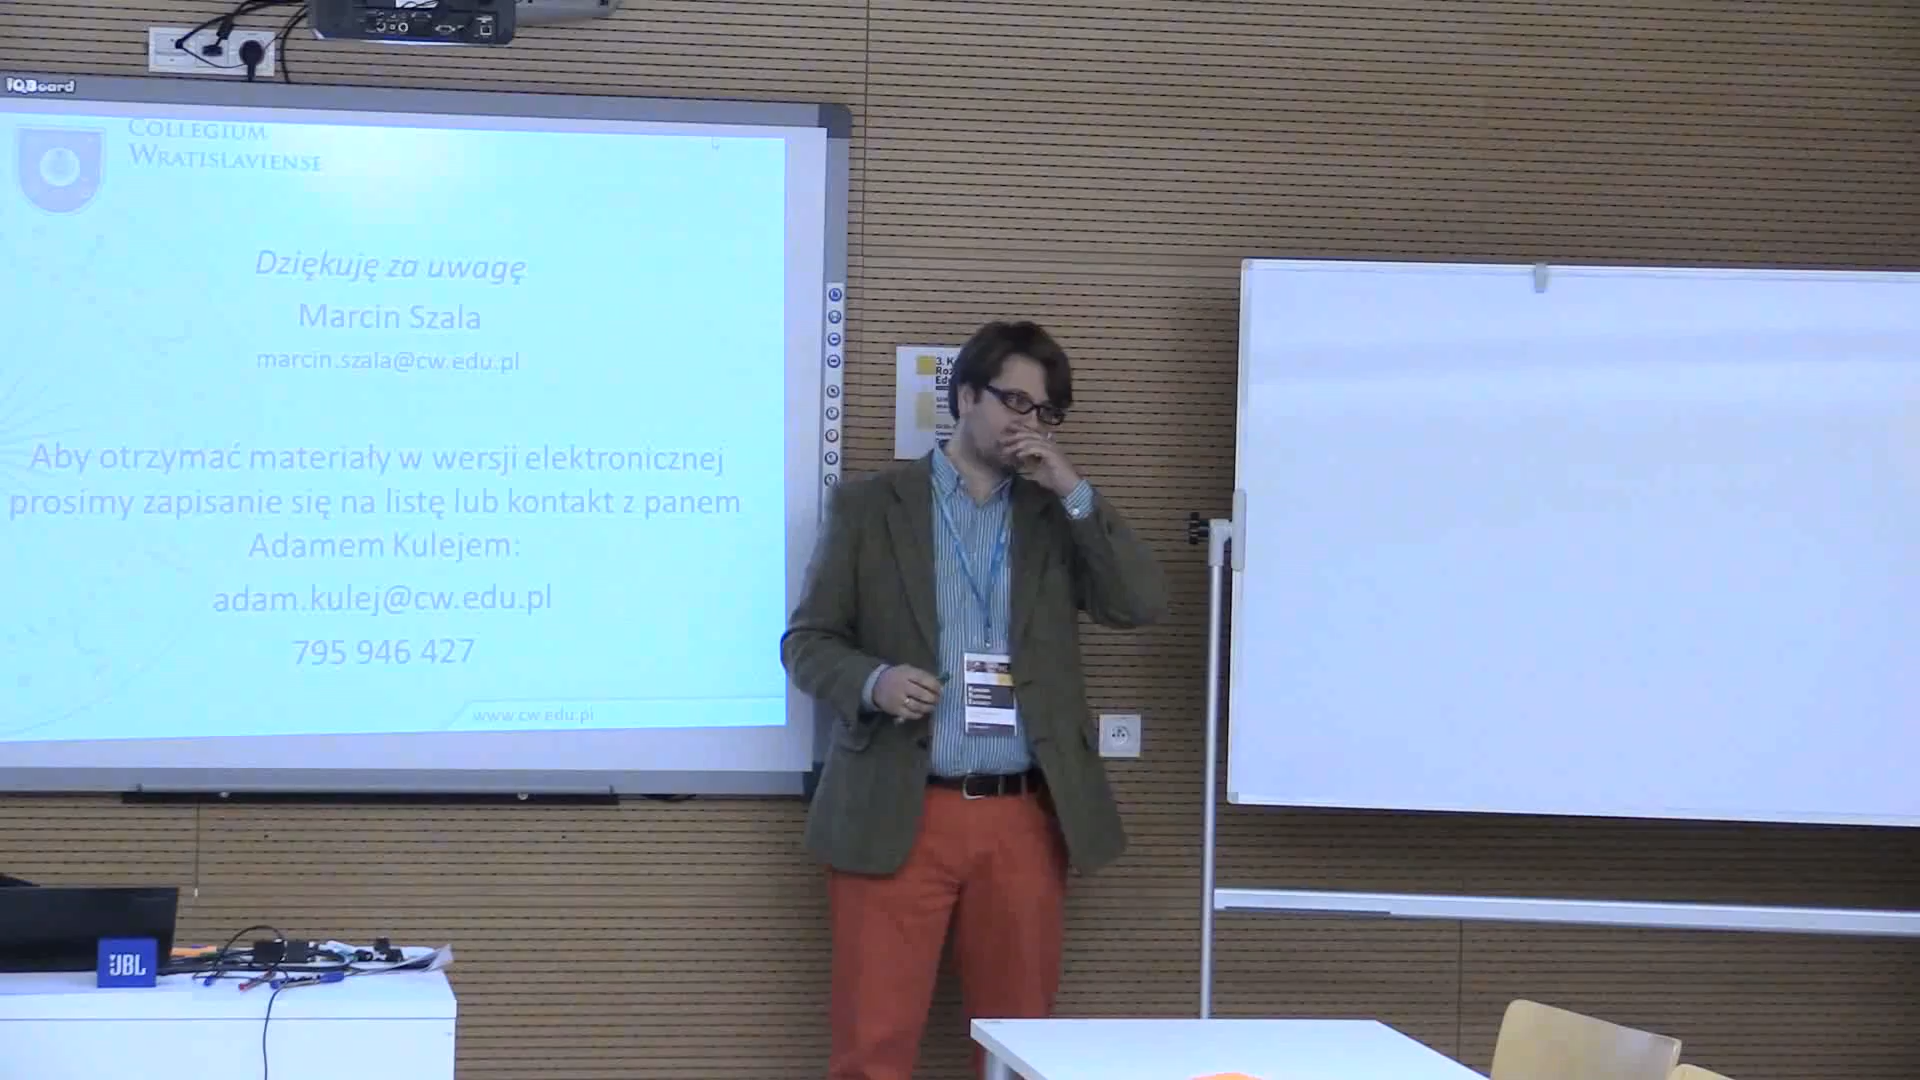 iQBoard
COLLEGIUM
WRATISLAVIENSE
Dziękuję za uwagę
Marcin Szala
marcin.szala@cw.edu.pl
Aby otrzymać materiały w wersji elektronicznej
prosimy zapisanie się na listę lub kontakt z panem
Adamem Kulejem:
adam.kulej@cw.edu.pl
795 946 427
www.cw.edu.pl
3. K
Roz
JBL